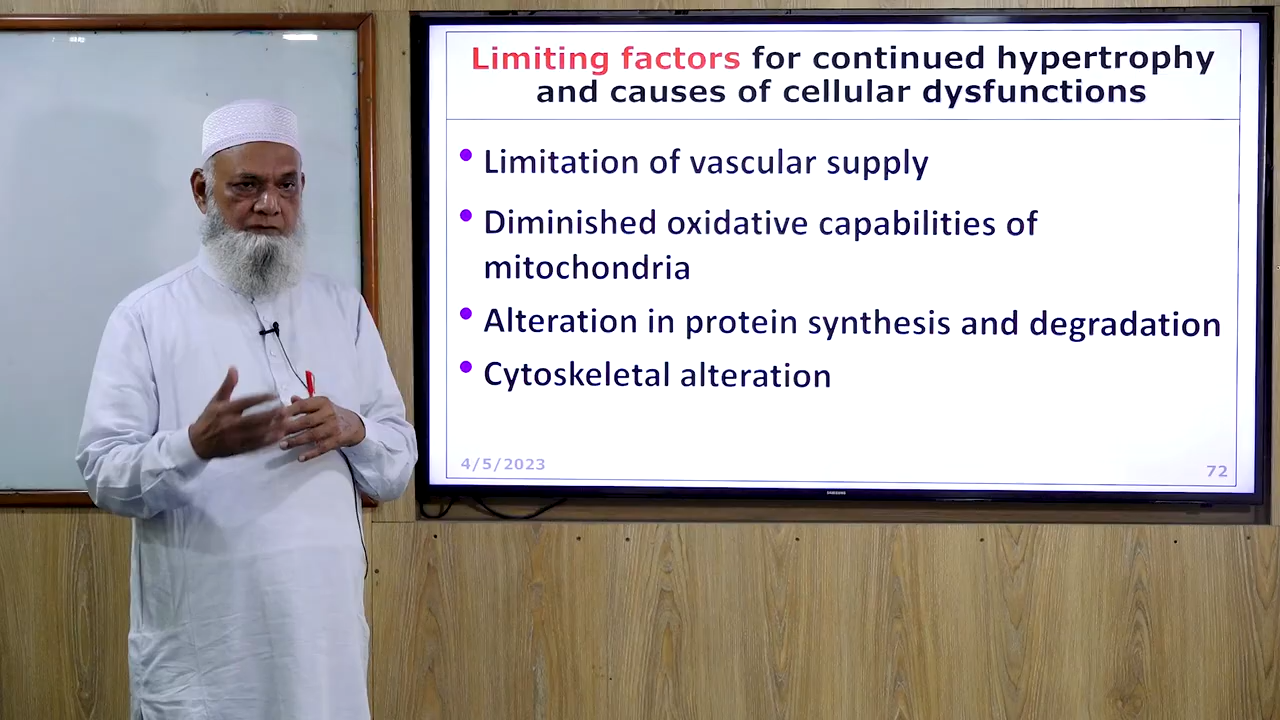 Limiting factors for continued hypertrophy
and causes of cellular dysfunctions
• Limitation of vascular supply
• Diminished oxidative capabilities of
mitochondria
• Alteration in protein synthesis and degradation
• Cytoskeletal alteration
4/5/2023
72
SAMSUNG